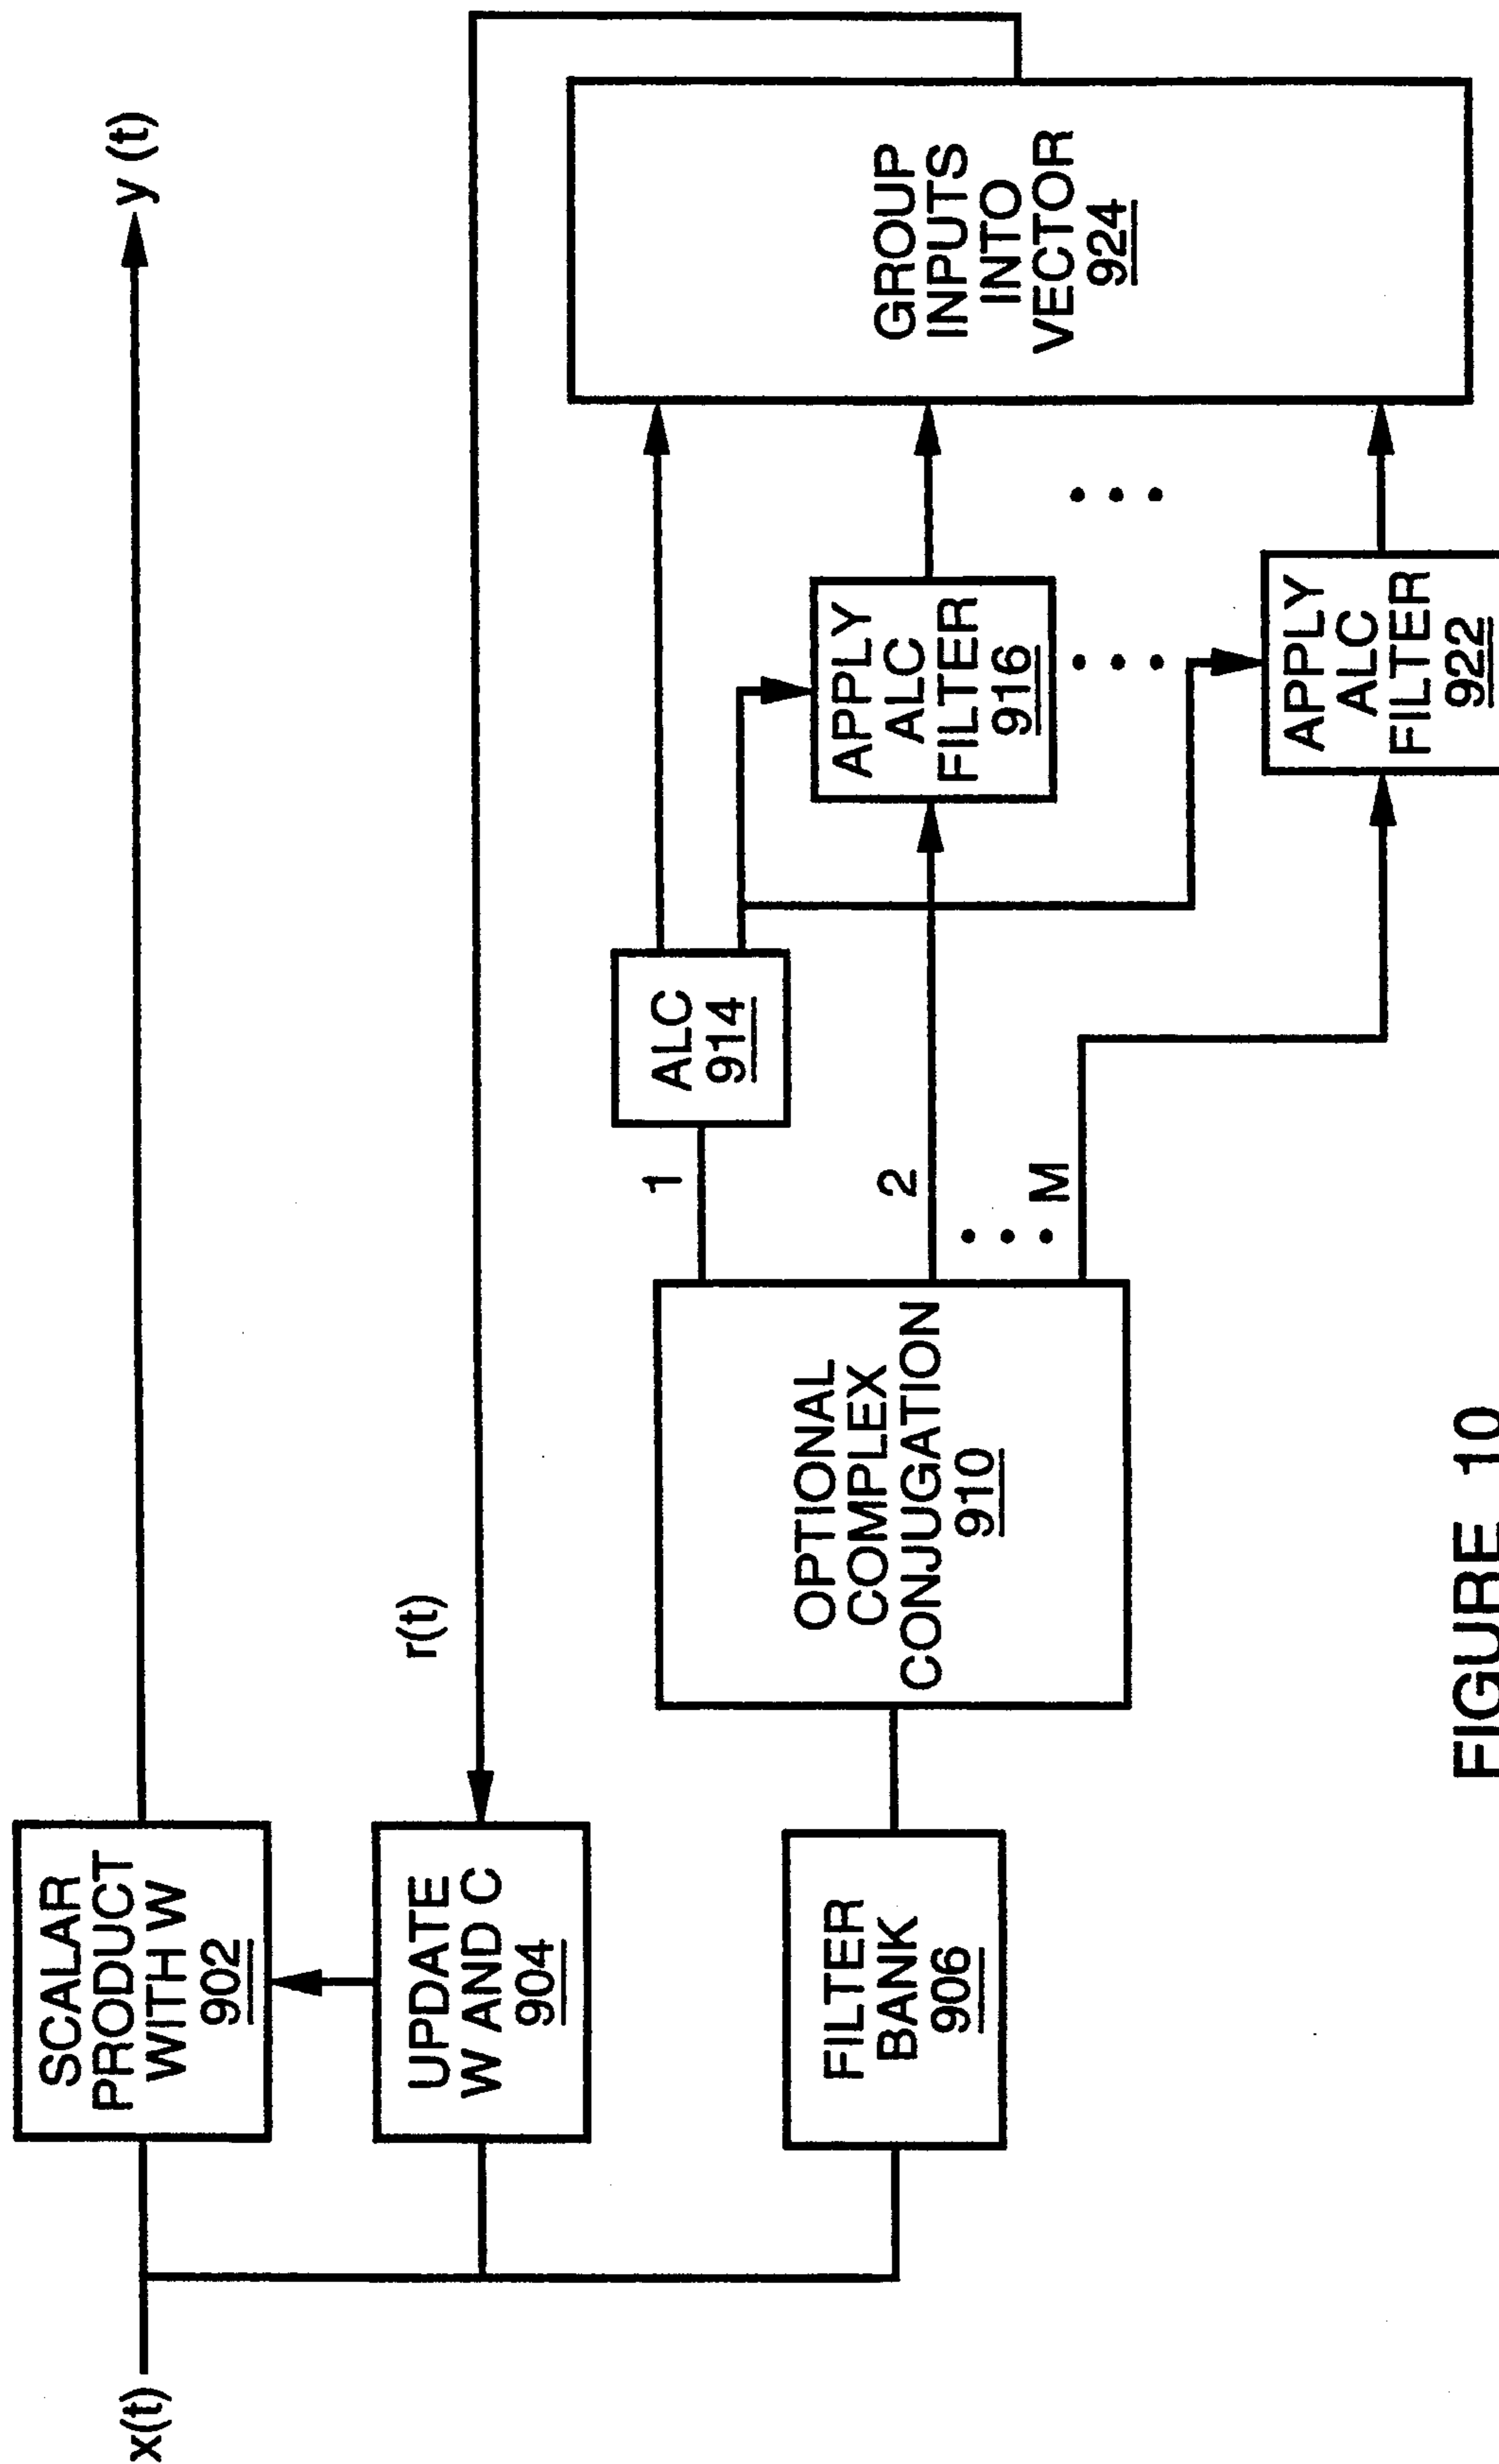 x(t)
SCALAR
PRODUCT
WITH W
902
y (t)
UPDATE
W AND C
904
r(t)
FILTER
BANK
906
OPTIONAL
COMPLEX
CONJUGATION
910
1
2
M
ALC
914
APPLY
ALC
FILTER
916
APPLY
ALC
FILTER
922
GROUP
INPUTS
INTO
VECTOR
924
FIGURE 10